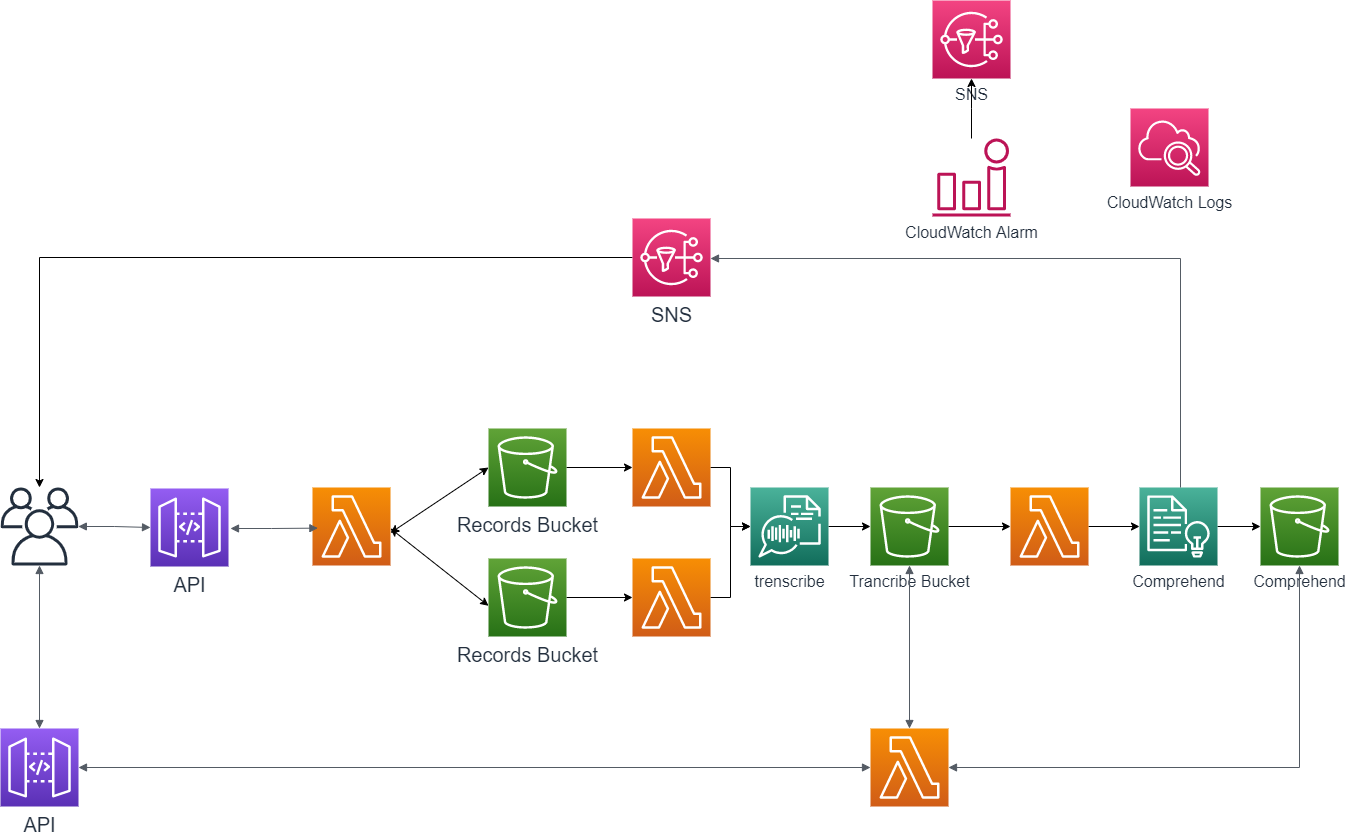 SNS
CloudWatch Logs
CloudWatch Alarm
SNS
Records Bucket
API
trenscribe
Trancribe Bucket
Comprehend
Comprehend
Records Bucket
API